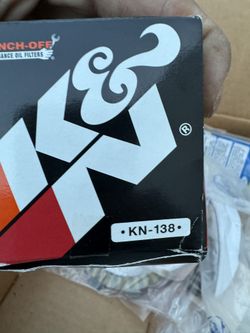 NCH-OFF
ANCE OIL FILTERS
K&N®
• KN-138 •